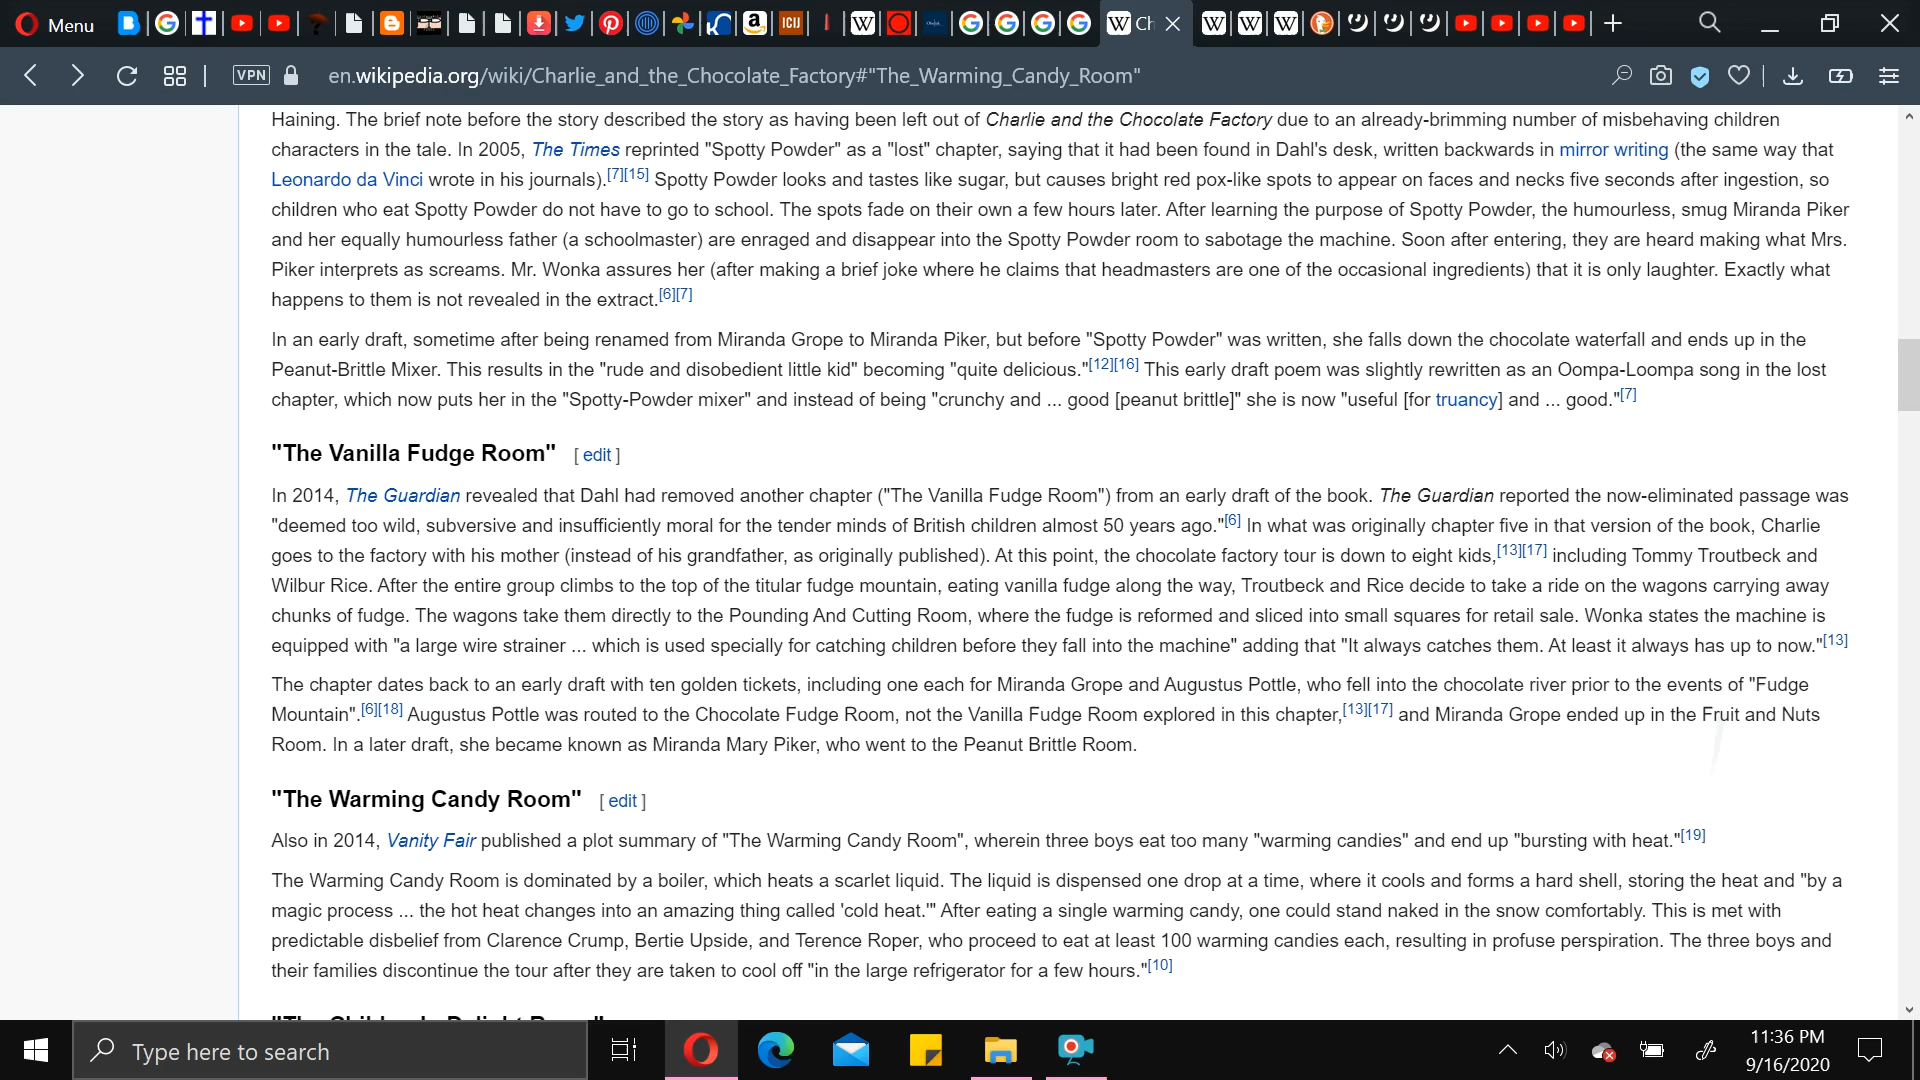 Menu
Ch
VPN
en.wikipedia.org/wiki/Charlie_and_the_Chocolate_Factory#"The_Warming_Candy_Room"
Haining. The brief note before the story described the story as having been left out of Charlie and the Chocolate Factory due to an already-brimming number of misbehaving children
characters in the tale. In 2005, The Times reprinted "Spotty Powder" as a "lost" chapter, saying that it had been found in Dahl's desk, written backwards in mirror writing (the same way that
Leonardo da Vinci wrote in his journals).[7][15] Spotty Powder looks and tastes like sugar, but causes bright red pox-like spots to appear on faces and necks five seconds after ingestion, so
children who eat Spotty Powder do not have to go to school. The spots fade on their own a few hours later. After learning the purpose of Spotty Powder, the humourless, smug Miranda Piker
and her equally humourless father (a schoolmaster) are enraged and disappear into the Spotty Powder room to sabotage the machine. Soon after entering, they are heard making what Mrs.
Piker interprets as screams. Mr. Wonka assures her (after making a brief joke where he claims that headmasters are one of the occasional ingredients) that it is only laughter. Exactly what
happens to them is not revealed in the extract.[6][7]
In an early draft, sometime after being renamed from Miranda Grope to Miranda Piker, but before "Spotty Powder" was written, she falls down the chocolate waterfall and ends up in the
Peanut-Brittle Mixer. This results in the "rude and disobedient little kid" becoming "quite delicious."[12][16] This early draft poem was slightly rewritten as an Oompa-Loompa song in the lost
chapter, which now puts her in the "Spotty-Powder mixer" and instead of being "crunchy and ... good [peanut brittle]" she is now "useful [for truancy] and ... good."[7]
"The Vanilla Fudge Room" [ edit ]
In 2014, The Guardian revealed that Dahl had removed another chapter ("The Vanilla Fudge Room") from an early draft of the book. The Guardian reported the now-eliminated passage was
"deemed too wild, subversive and insufficiently moral for the tender minds of British children almost 50 years ago."[6] In what was originally chapter five in that version of the book, Charlie
goes to the factory with his mother (instead of his grandfather, as originally published). At this point, the chocolate factory tour is down to eight kids,[13][17] including Tommy Troutbeck and
Wilbur Rice. After the entire group climbs to the top of the titular fudge mountain, eating vanilla fudge along the way, Troutbeck and Rice decide to take a ride on the wagons carrying away
chunks of fudge. The wagons take them directly to the Pounding And Cutting Room, where the fudge is reformed and sliced into small squares for retail sale. Wonka states the machine is
equipped with "a large wire strainer ... which is used specially for catching children before they fall into the machine" adding that "It always catches them. At least it always has up to now."[13]
The chapter dates back to an early draft with ten golden tickets, including one each for Miranda Grope and Augustus Pottle, who fell into the chocolate river prior to the events of "Fudge
Mountain".[6][18] Augustus Pottle was routed to the Chocolate Fudge Room, not the Vanilla Fudge Room explored in this chapter,[13][17] and Miranda Grope ended up in the Fruit and Nuts
Room. In a later draft, she became known as Miranda Mary Piker, who went to the Peanut Brittle Room.
"The Warming Candy Room" [ edit ]
Also in 2014, Vanity Fair published a plot summary of "The Warming Candy Room", wherein three boys eat too many "warming candies" and end up "bursting with heat."[19]
The Warming Candy Room is dominated by a boiler, which heats a scarlet liquid. The liquid is dispensed one drop at a time, where it cools and forms a hard shell, storing the heat and "by a
magic process ... the hot heat changes into an amazing thing called 'cold heat.'" After eating a single warming candy, one could stand naked in the snow comfortably. This is met with
predictable disbelief from Clarence Crump, Bertie Upside, and Terence Roper, who proceed to eat at least 100 warming candies each, resulting in profuse perspiration. The three boys and
their families discontinue the tour after they are taken to cool off "in the large refrigerator for a few hours."[10]
Type here to search
11:36 PM
9/16/2020